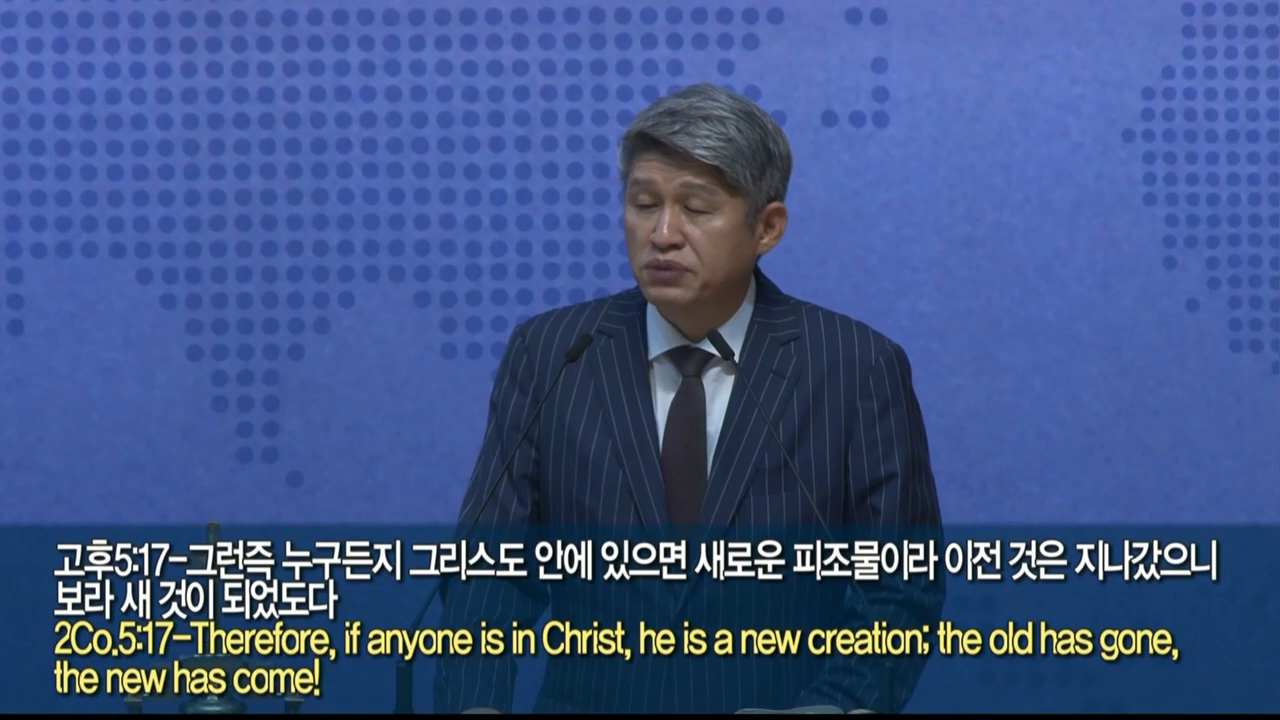 고후5:17-그런즉 누구든지 그리스도 안에 있으면 새로운 피조물이라 이전 것은 지나갔으니
보라 새 것이 되었도다
2Co.5:17-Therefore, if anyone is in Christ, he is a new creation; the old has gone,
the new has come!